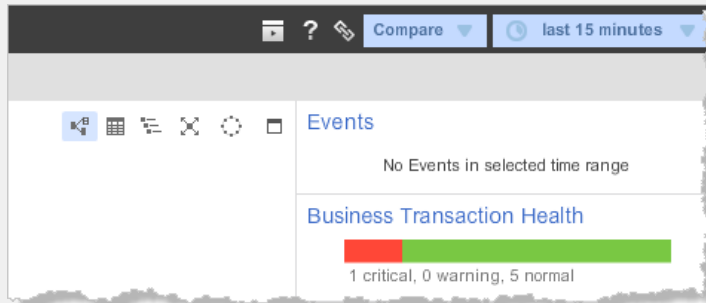 ? Compare last 15 minutes
Events
No Events in selected time range
Business Transaction Health
1 critical, 0 warning, 5 normal